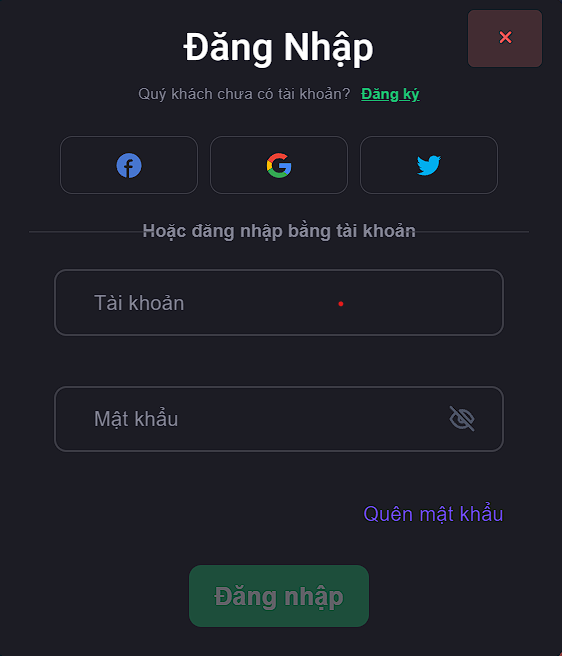 Đăng Nhập
Quý khách chưa có tài khoản? Đăng ký
Hoặc đăng nhập bằng tài khoản
Tài khoản
Mật khẩu
Quên mật khẩu
Đăng nhập